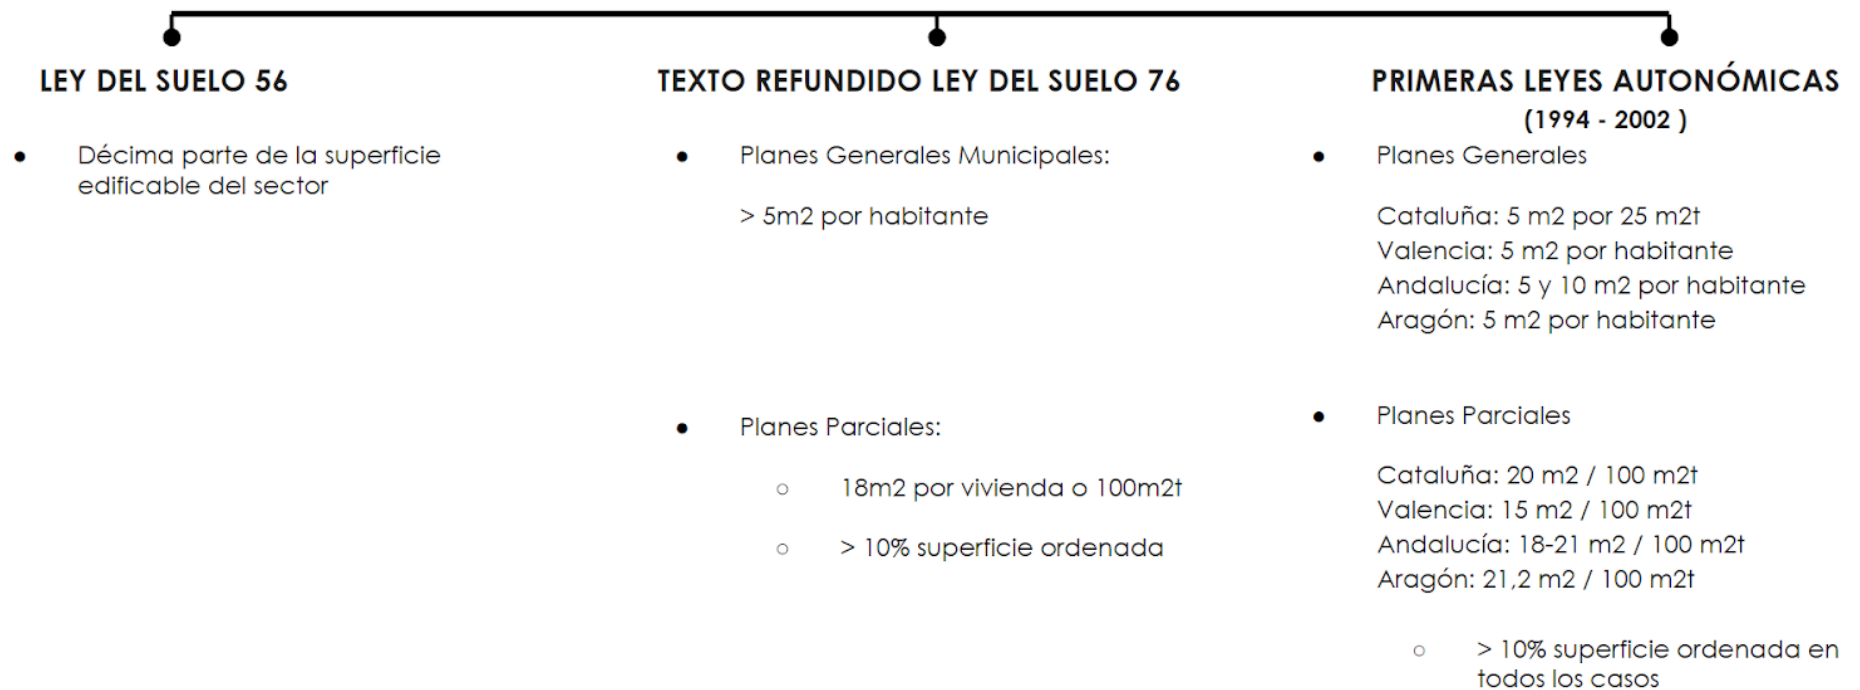 LEY DEL SUELO 56
● Décima parte de la superficie
edificable del sector
TEXTO REFUNDIDO LEY DEL SUELO 76
● Planes Generales Municipales:
> 5m2 por habitante
● Planes Parciales:
○ 18m2 por vivienda o 100m2t
○ > 10% superficie ordenada
PRIMERAS LEYES AUTONÓMICAS
(1994 - 2002 )
● Planes Generales
Cataluña: 5 m2 por 25 m2t
Valencia: 5 m2 por habitante
Andalucía: 5 y 10 m2 por habitante
Aragón: 5 m2 por habitante
● Planes Parciales
Cataluña: 20 m2 / 100 m2t
Valencia: 15 m2 / 100 m2t
Andalucía: 18-21 m2 / 100 m2t
Aragón: 21,2 m2 / 100 m2t
○ > 10% superficie ordenada en
todos los casos